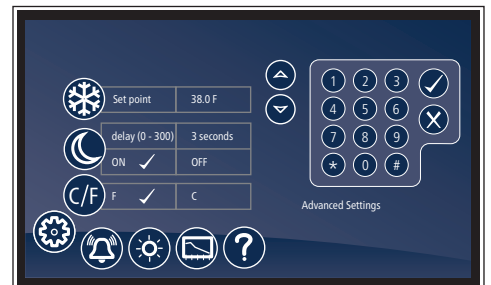 Set point 38.0 F
delay (0 - 300) 3 seconds
ON ✓ OFF
C/F F ✓ C
1 2 3
4 5 6
7 8 9
* 0 #
Advanced Settings
?